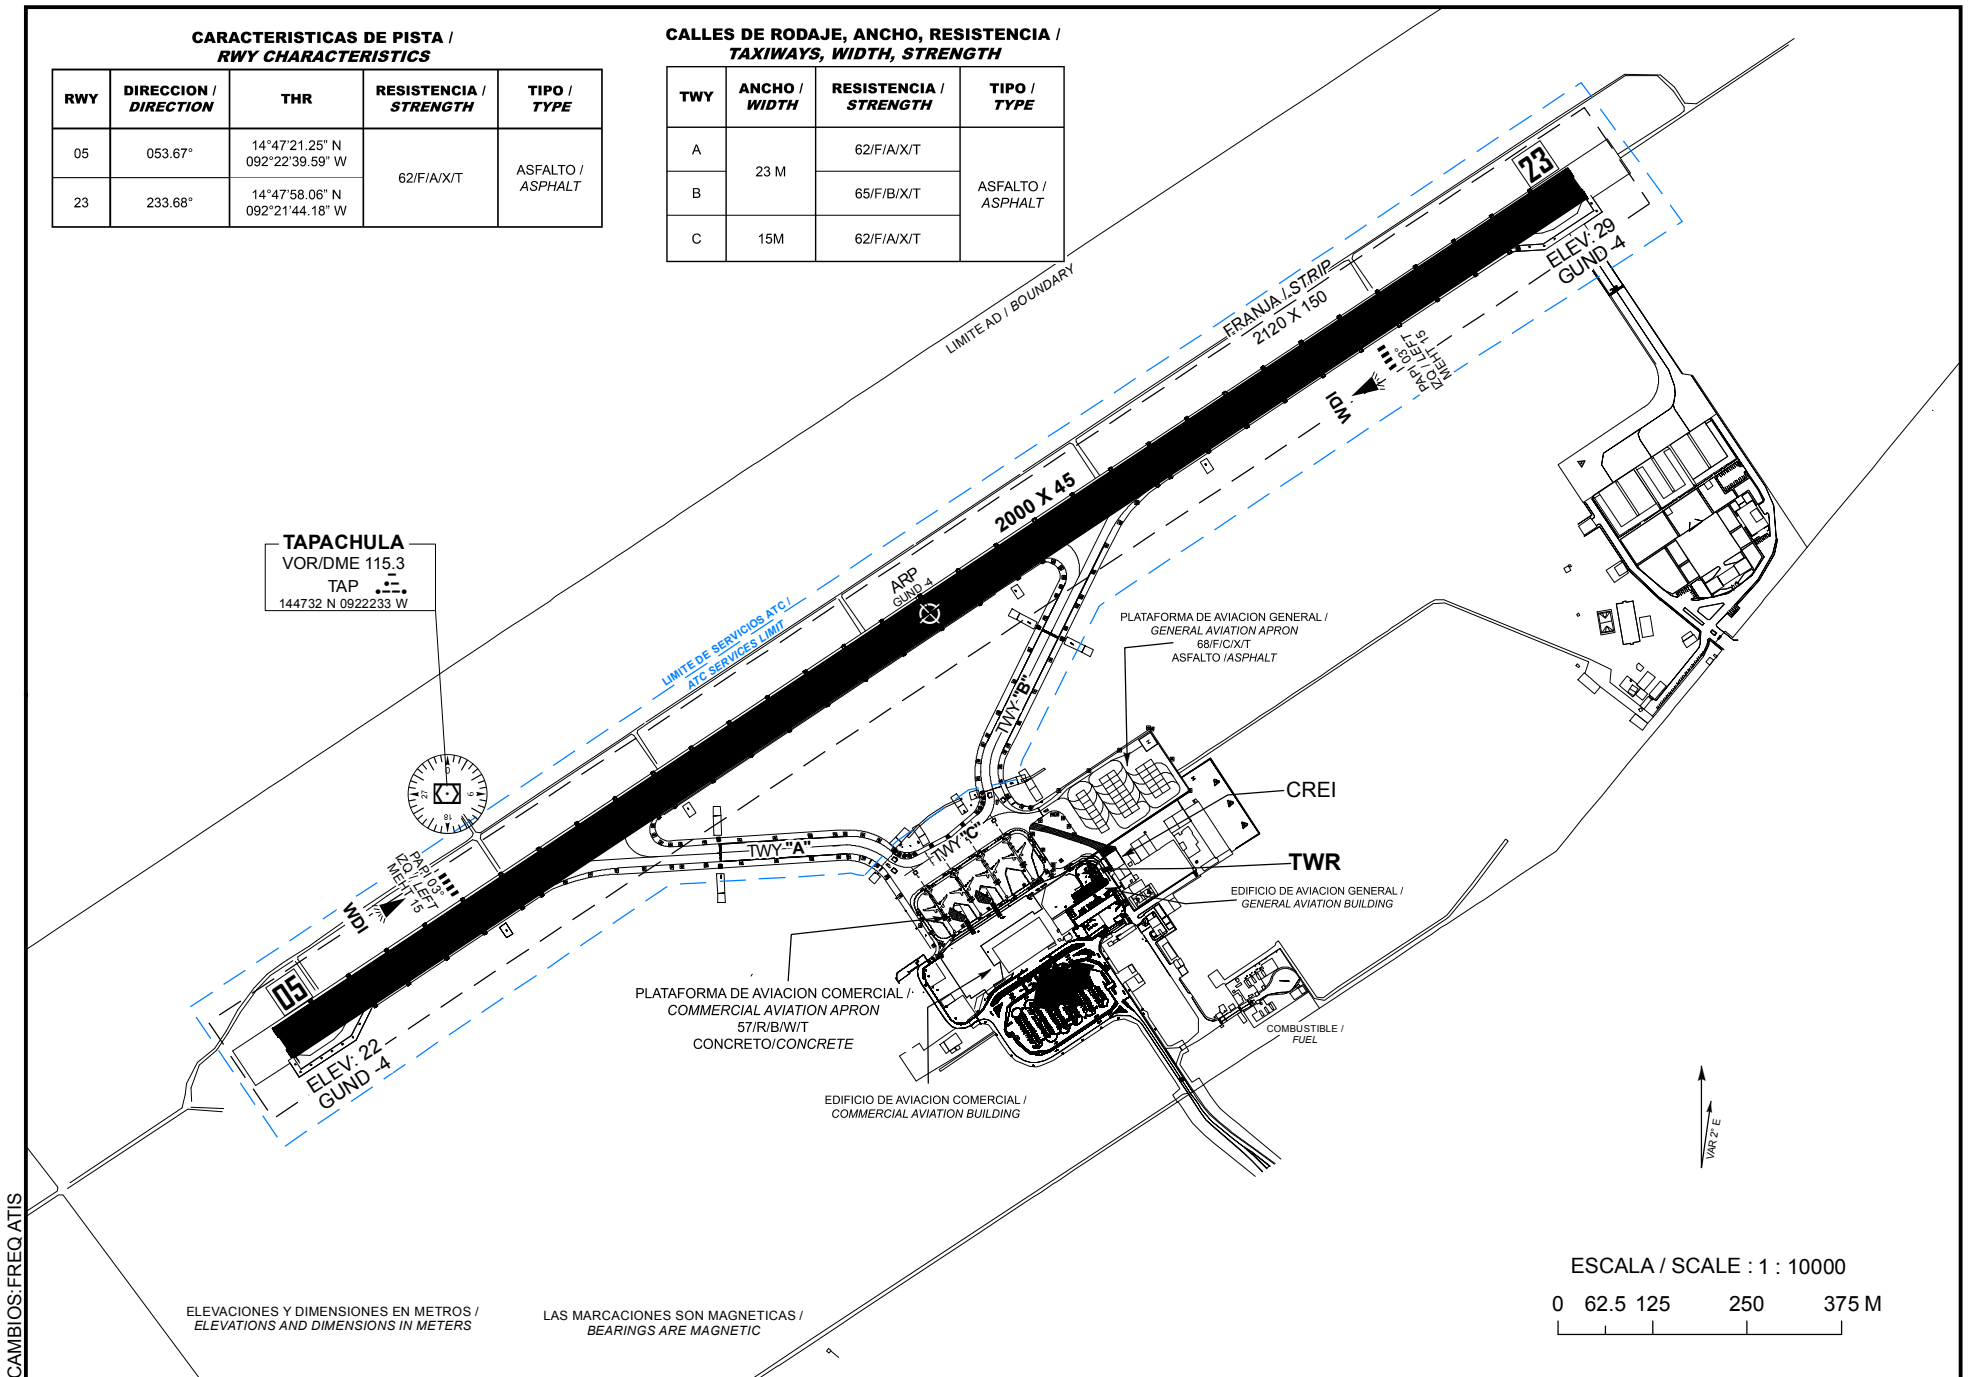 CARACTERISTICAS DE PISTA /
RWY CHARACTERISTICS
RWY
DIRECCION /
DIRECTION
THR
RESISTENCIA /
STRENGTH
TIPO /
TYPE
05
053.67°
14°47'21.25” N
092°22'39.59” W
62/F/A/X/T
ASFALTO /
ASPHALT
23
233.68°
14°47'58.06” N
092°21'44.18” W
CALLES DE RODAJE, ANCHO, RESISTENCIA /
TAXIWAYS, WIDTH, STRENGTH
TWY
ANCHO /
WIDTH
RESISTENCIA /
STRENGTH
TIPO /
TYPE
A
23 M
62/F/A/X/T
ASFALTO /
ASPHALT
B
65/F/B/X/T
C
15M
62/F/A/X/T
23
ELEV: 29
GUND -4
LIMITE AD / BOUNDARY
FRANJA / STRIP
2120 X 150
PAPI 03°
IZQ / LEFT
MEHT 15
WDI
2000 X 45
TAPACHULA
VOR/DME 115.3
TAP
144732 N 0922233 W
ARP
GUND -4
LIMITE DE SERVICIOS ATC /
ATC SERVICES LIMIT
PLATAFORMA DE AVIACION GENERAL /
GENERAL AVIATION APRON
68/F/C/X/T
ASFALTO /ASPHALT
TWY "B"
0
9
18
27
CREI
TWY "A"
TWY "C"
TWR
PAPI 03°
IZQ / LEFT
MEHT 15
WDI
EDIFICIO DE AVIACION GENERAL /
GENERAL AVIATION BUILDING
05
ELEV: 22
GUND -4
PLATAFORMA DE AVIACION COMERCIAL /
COMMERCIAL AVIATION APRON
57/R/B/W/T
CONCRETO/CONCRETE
COMBUSTIBLE /
FUEL
EDIFICIO DE AVIACION COMERCIAL /
COMMERCIAL AVIATION BUILDING
VAR 2° E
CAMBIOS:FREQ ATIS
ELEVACIONES Y DIMENSIONES EN METROS /
ELEVATIONS AND DIMENSIONS IN METERS
LAS MARCACIONES SON MAGNETICAS /
BEARINGS ARE MAGNETIC
ESCALA / SCALE : 1 : 10000
0 62.5 125 250 375 M